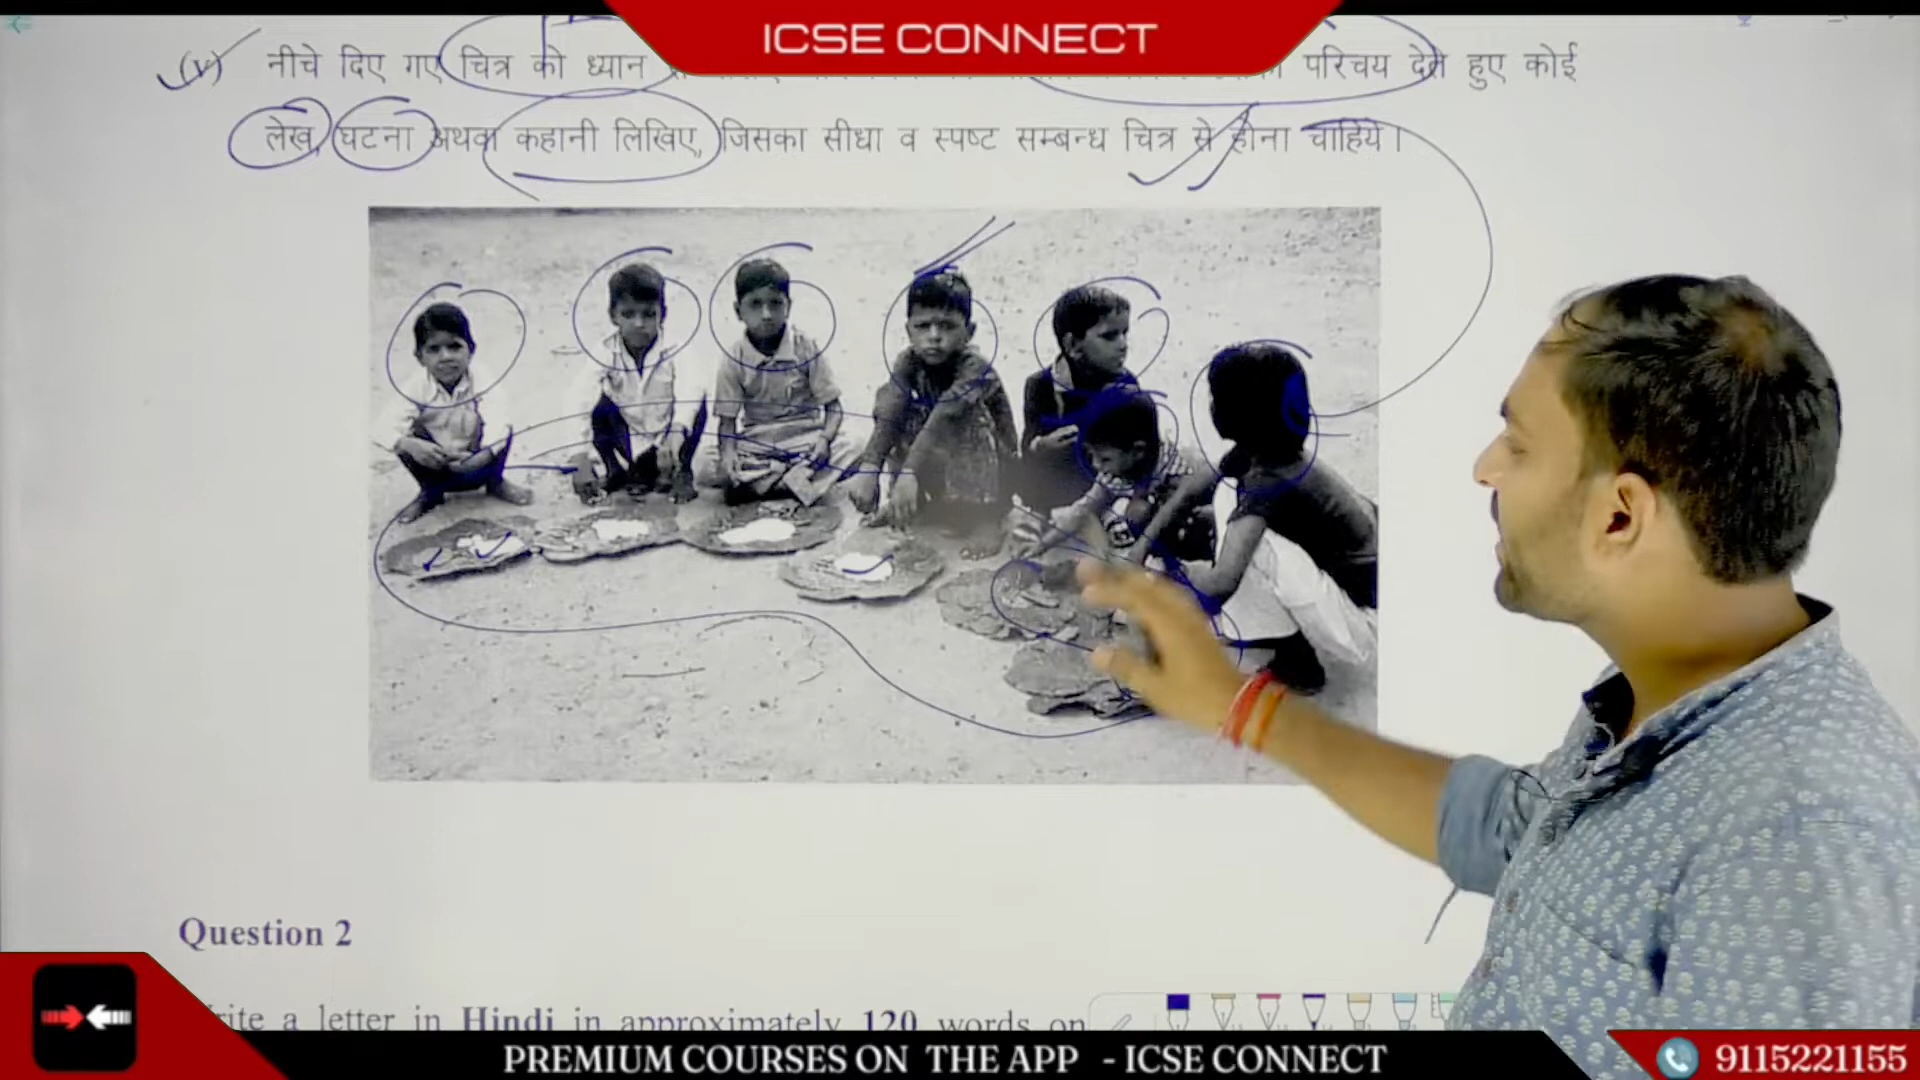 ICSE CONNECT
(v) नीचे दिए गए चित्र को ध्यान परिचय देते हुए कोई
लेख, घटना अथवा कहानी लिखिए, जिसका सीधा व स्पष्ट सम्बन्ध चित्र से होना चाहिये।
Question 2
rite a letter in Hindi in approximately 120 words on
PREMIUM COURSES ON THE APP - ICSE CONNECT
9115221155